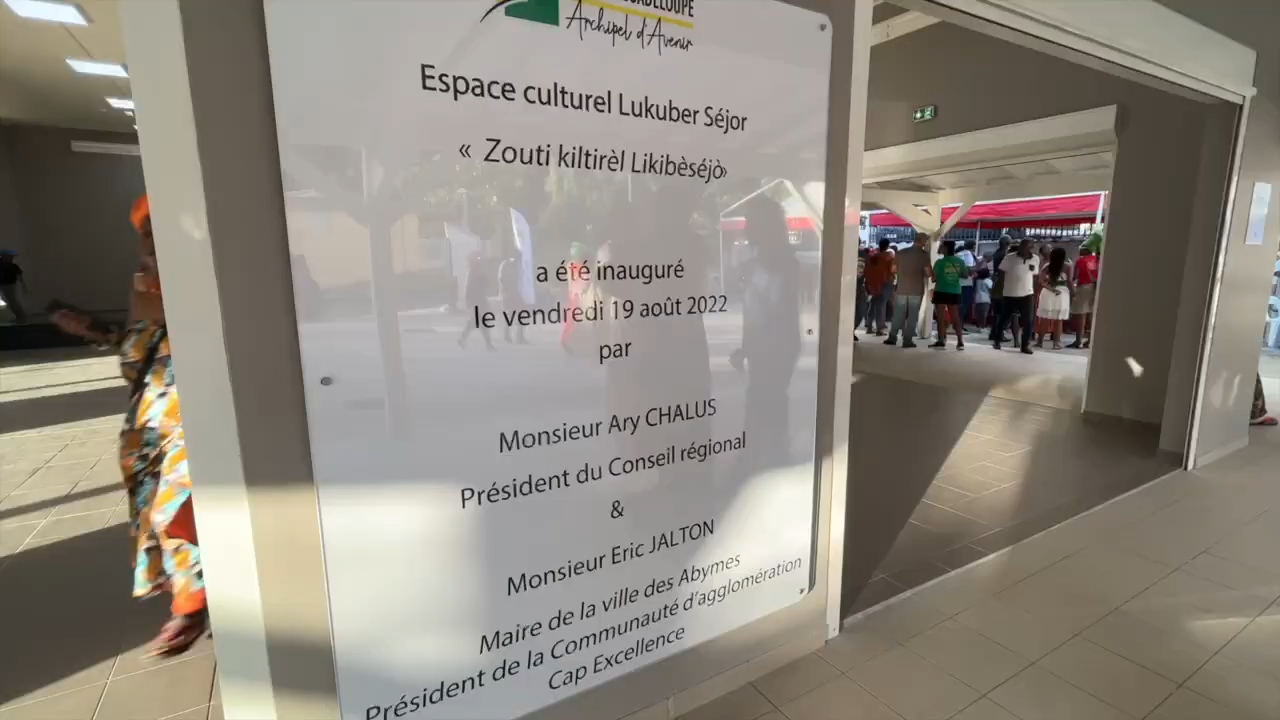 GUADELOUPE
Archipel d'Avenir
Espace culturel Lukuber Séjor
« Zouti kiltirèl Likibèséjò»
a été inauguré
le vendredi 19 août 2022
par
Monsieur Ary CHALUS
Président du Conseil régional
&
Monsieur Eric JALTON
Maire de la ville des Abymes
Président de la Communauté d'agglomération
Cap Excellence